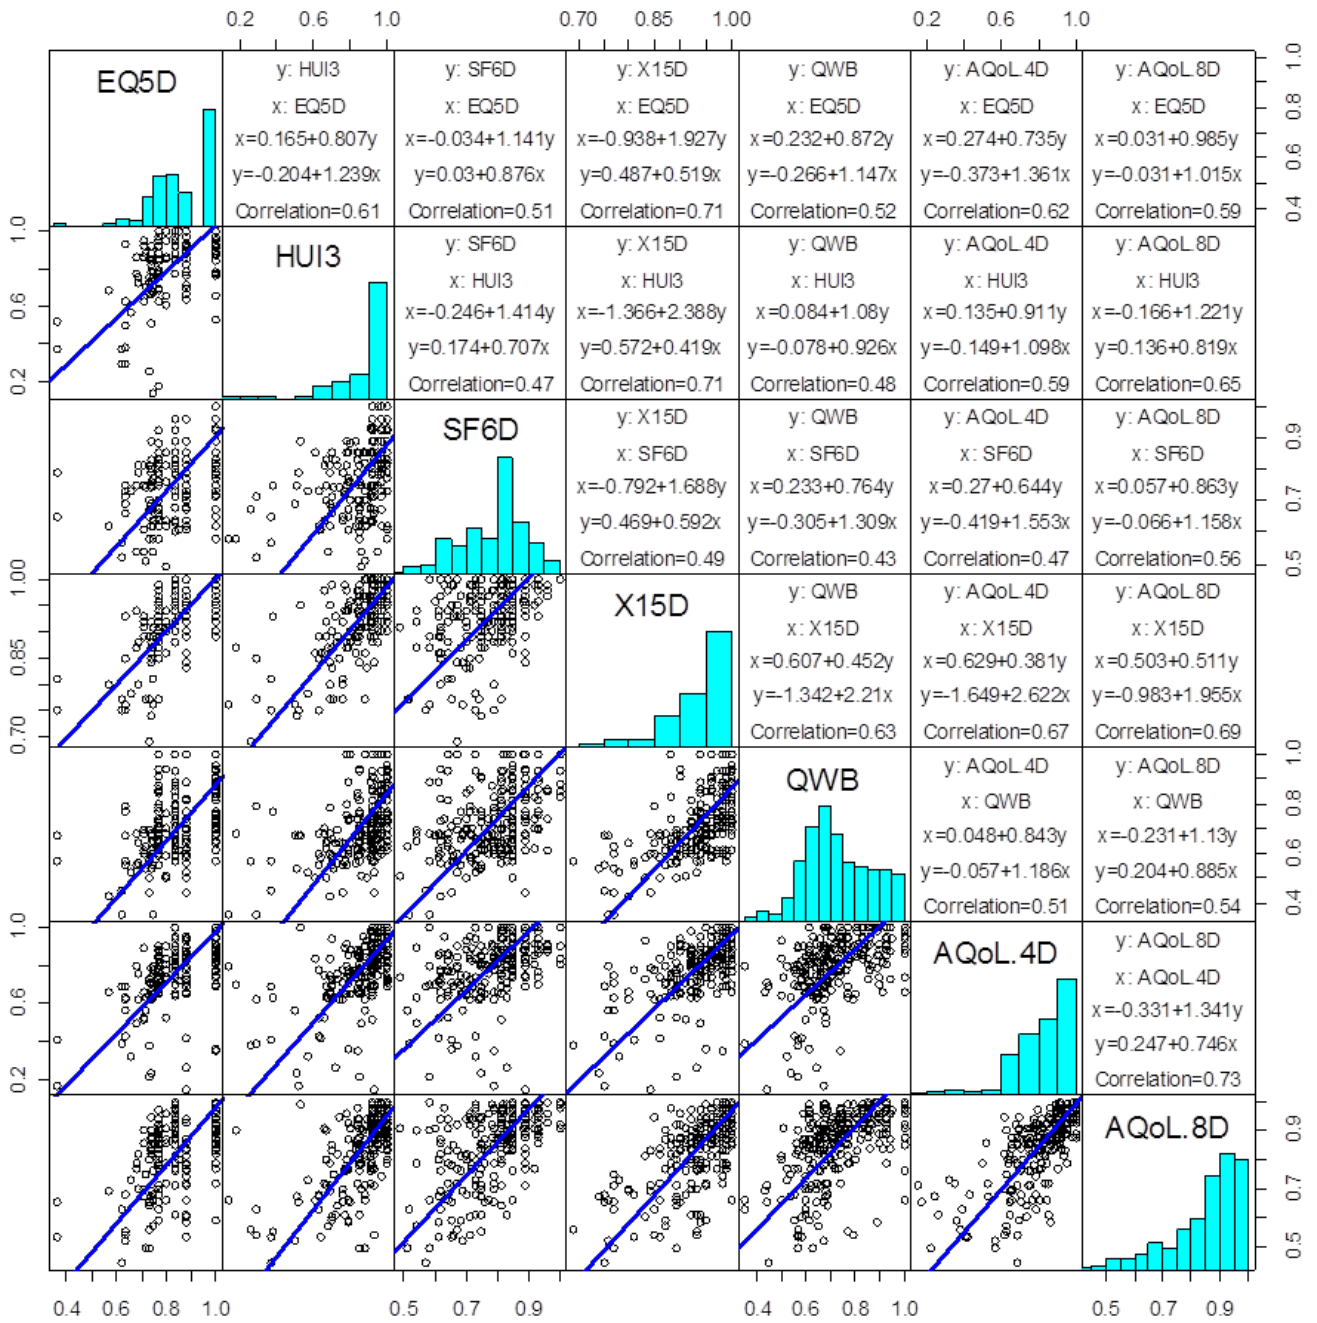 0.2 0.6 1.0 0.70 0.85 1.00 0.2 0.6 1.0
EQ5D
y: HUI3
x: EQ5D
x=0.165+0.807y
y=-0.204+1.239x
Correlation=0.61
y: SF6D
x: EQ5D
x=-0.034+1.141y
y=0.03+0.876x
Correlation=0.51
y: X15D
x: EQ5D
x=-0.938+1.927y
y=0.487+0.519x
Correlation=0.71
y: QWB
x: EQ5D
x=0.232+0.872y
y=-0.266+1.147x
Correlation=0.52
y: AQoL.4D
x: EQ5D
x=0.274+0.735y
y=-0.373+1.361x
Correlation=0.62
y: AQoL.8D
x: EQ5D
x=0.031+0.985y
y=-0.031+1.015x
Correlation=0.59
0.4 0.6 0.8 1.0
0.2 0.6 1.0
HUI3
y: SF6D
x: HUI3
x=-0.246+1.414y
y=0.174+0.707x
Correlation=0.47
y: X15D
x: HUI3
x=-1.366+2.388y
y=0.572+0.419x
Correlation=0.71
y: QWB
x: HUI3
x=0.084+1.08y
y=-0.078+0.926x
Correlation=0.48
y: AQoL.4D
x: HUI3
x=0.135+0.911y
y=-0.149+1.098x
Correlation=0.59
y: AQoL.8D
x: HUI3
x=-0.166+1.221y
y=0.136+0.819x
Correlation=0.65
SF6D
y: X15D
x: SF6D
x=-0.792+1.688y
y=0.469+0.592x
Correlation=0.49
y: QWB
x: SF6D
x=0.233+0.764y
y=-0.305+1.309x
Correlation=0.43
y: AQoL.4D
x: SF6D
x=0.27+0.644y
y=-0.419+1.553x
Correlation=0.47
y: AQoL.8D
x: SF6D
x=0.057+0.863y
y=-0.066+1.158x
Correlation=0.56
0.5 0.7 0.9
0.70 0.85 1.00
X15D
y: QWB
x: X15D
x=0.607+0.452y
y=-1.342+2.21x
Correlation=0.63
y: AQoL.4D
x: X15D
x=0.629+0.381y
y=-1.649+2.622x
Correlation=0.67
y: AQoL.8D
x: X15D
x=0.503+0.511y
y=-0.983+1.955x
Correlation=0.69
QWB
y: AQoL.4D
x: QWB
x=0.048+0.843y
y=-0.057+1.186x
Correlation=0.51
y: AQoL.8D
x: QWB
x=-0.231+1.13y
y=0.204+0.885x
Correlation=0.54
0.4 0.6 0.8 1.0
0.2 0.6 1.0
AQoL.4D
y: AQoL.8D
x: AQoL.4D
x=-0.331+1.341y
y=0.247+0.746x
Correlation=0.73
AQoL.8D
0.5 0.7 0.9
0.4 0.6 0.8 1.0 0.5 0.7 0.9 0.4 0.6 0.8 1.0 0.5 0.7 0.9